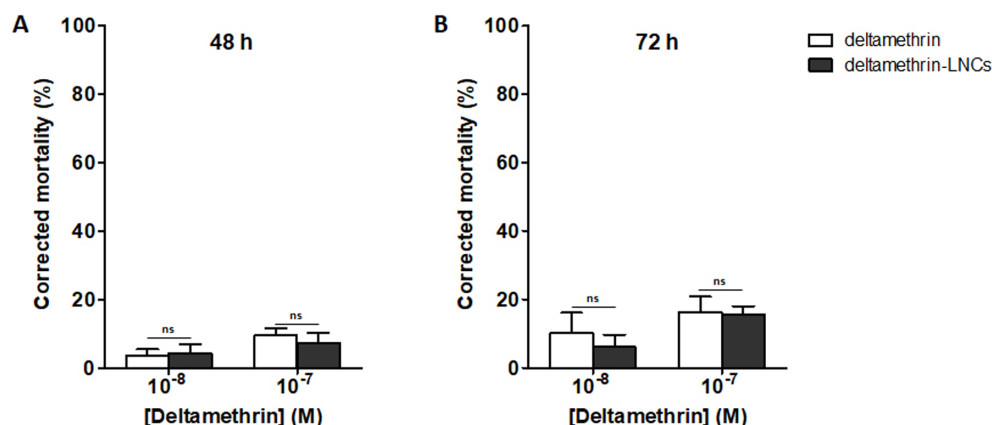 A
48 h
Corrected mortality (%)
100
80
60
40
20
0
ns
ns
10-8
10-7
[Deltamethrin] (M)
B
72 h
Corrected mortality (%)
100
80
60
40
20
0
ns
ns
10-8
10-7
[Deltamethrin] (M)
deltamethrin
deltamethrin-LNCs